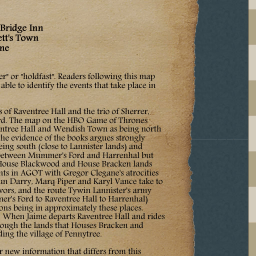 Bridge Inn
ett's Town
ne
er" or "holdfast". Readers following this map
able to identify the events that take place in
s of Raventree Hall and the trio of Sherrer,
d. The map on the HBO Game of Thrones
ntree Hall and Wendish Town as being north
he evidence of the books argues strongly
eing south (close to Lannister lands) and
between Mummer's Ford and Harrenhal but
House Blackwood and House Bracken lands
nts in AGOT with Gregor Clegane's atrocities
n Darry, Marq Piper and Karyl Vance take to
vors, and the route Tywin Lannister's army
mer's Ford to Raventree Hall to Harrenhal)
ons being in approximately these places.
. When Jaime departs Raventree Hall and rides
ough the lands that Houses Bracken and
ding the village of Pennytree.
r new information that differs from this